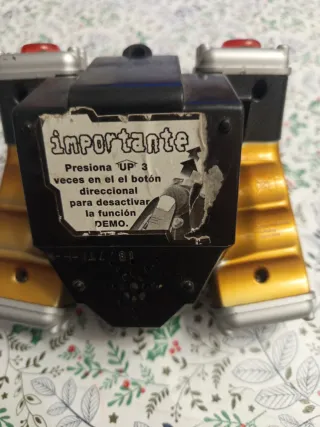 importante
Presiona 'UP' 3
veces en el el botón
direccional
para desactivar
la función
DEMO.